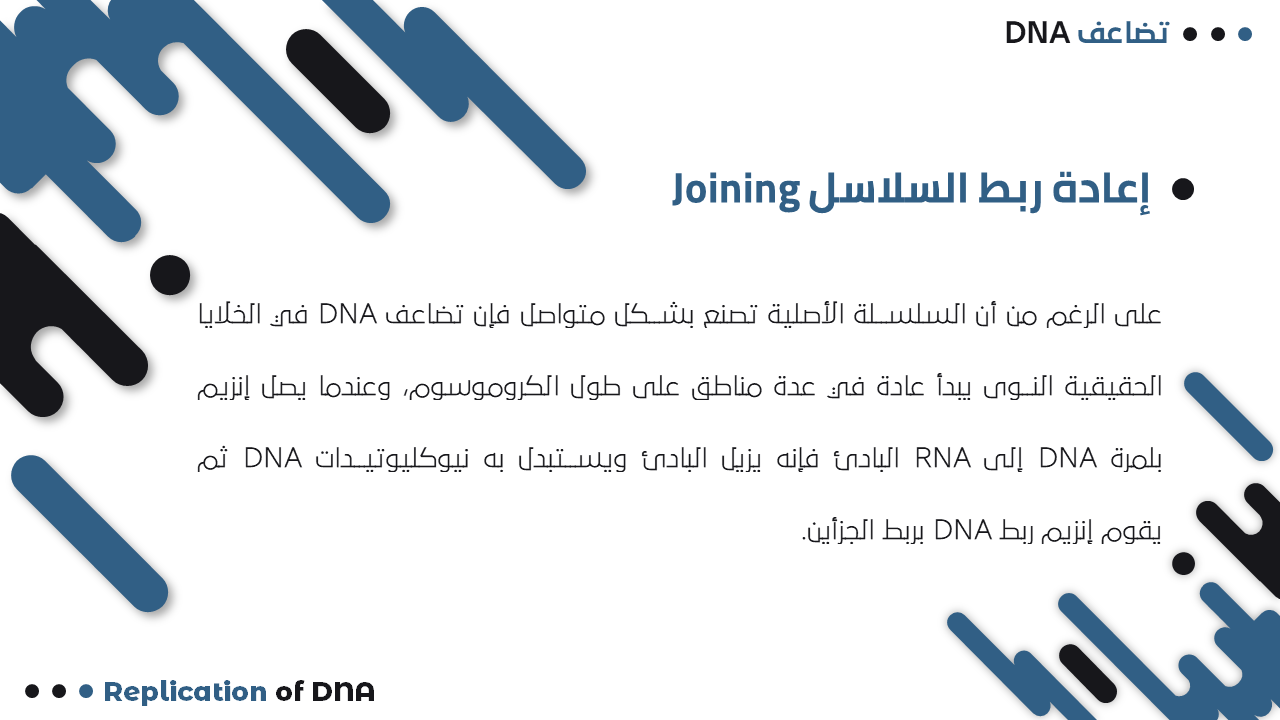 تضاعف DNA
إعادة ربط السلاسل Joining
على الرغم من أن السلسلة الأصلية تصنع بشكل متواصل فإن تضاعف DNA في الخلايا
الحقيقية النوى يبدأ عادة في عدة مناطق على طول الكروموسوم، وعندما يصل إنزيم
بلمرة DNA إلى RNA البادئ فإنه يزيل البادئ ويستبدل به نيوكليوتيدات DNA ثم
يقوم إنزيم ربط DNA بربط الجزأين.
Replication of DNA